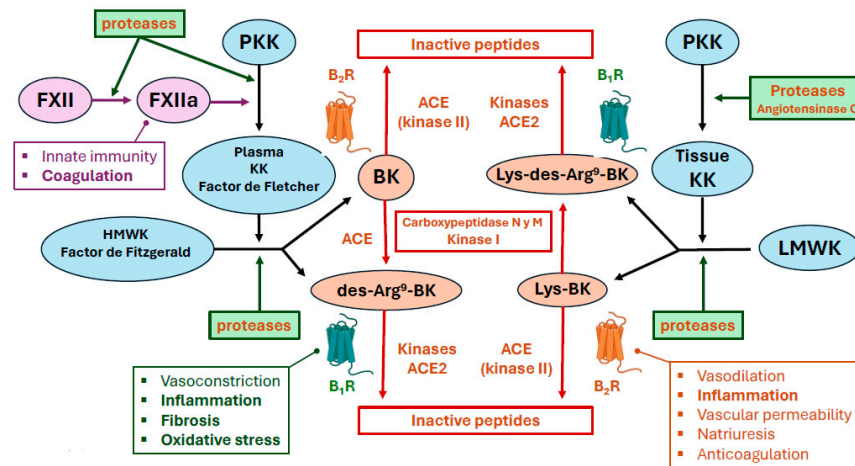 proteases
PKK
FXII
FXIIa
▪ Innate immunity
▪ Coagulation
Plasma
KK
Factor de Fletcher
HMWK
Factor de Fitzgerald
proteases
Inactive peptides
B₂R
ACE
(kinase II)
Kinases
ACE2
B₁R
BK
Lys-des-Arg⁹-BK
ACE
Carboxypeptidase N y M
Kinase I
des-Arg⁹-BK
Lys-BK
B₁R
Kinases
ACE2
ACE
(kinase II)
B₂R
Inactive peptides
▪ Vasoconstriction
▪ Inflammation
▪ Fibrosis
▪ Oxidative stress
PKK
Proteases
Angiotensinase C
Tissue
KK
LMWK
proteases
▪ Vasodilation
▪ Inflammation
▪ Vascular permeability
▪ Natriuresis
▪ Anticoagulation